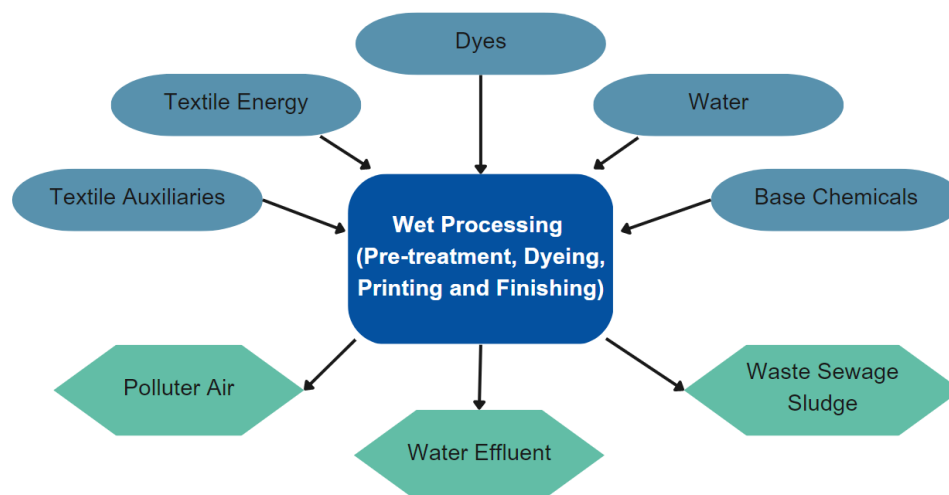 Dyes
Textile Energy
Water
Textile Auxiliaries
Base Chemicals
Wet Processing
(Pre-treatment, Dyeing,
Printing and Finishing)
Polluter Air
Water Effluent
Waste Sewage
Sludge